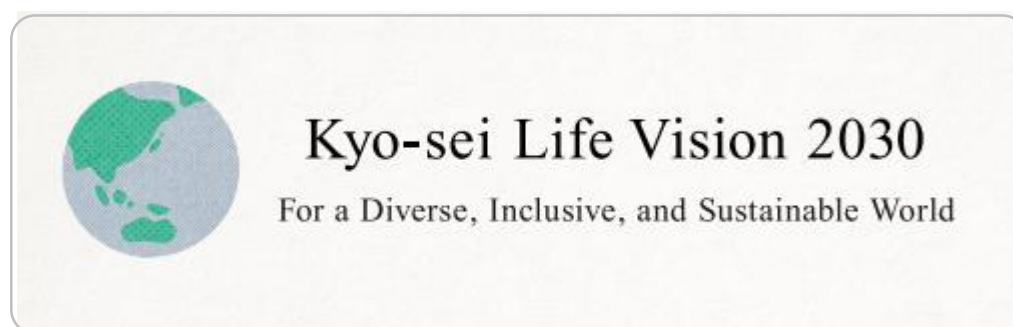 Kyo-sei Life Vision 2030
For a Diverse, Inclusive, and Sustainable World